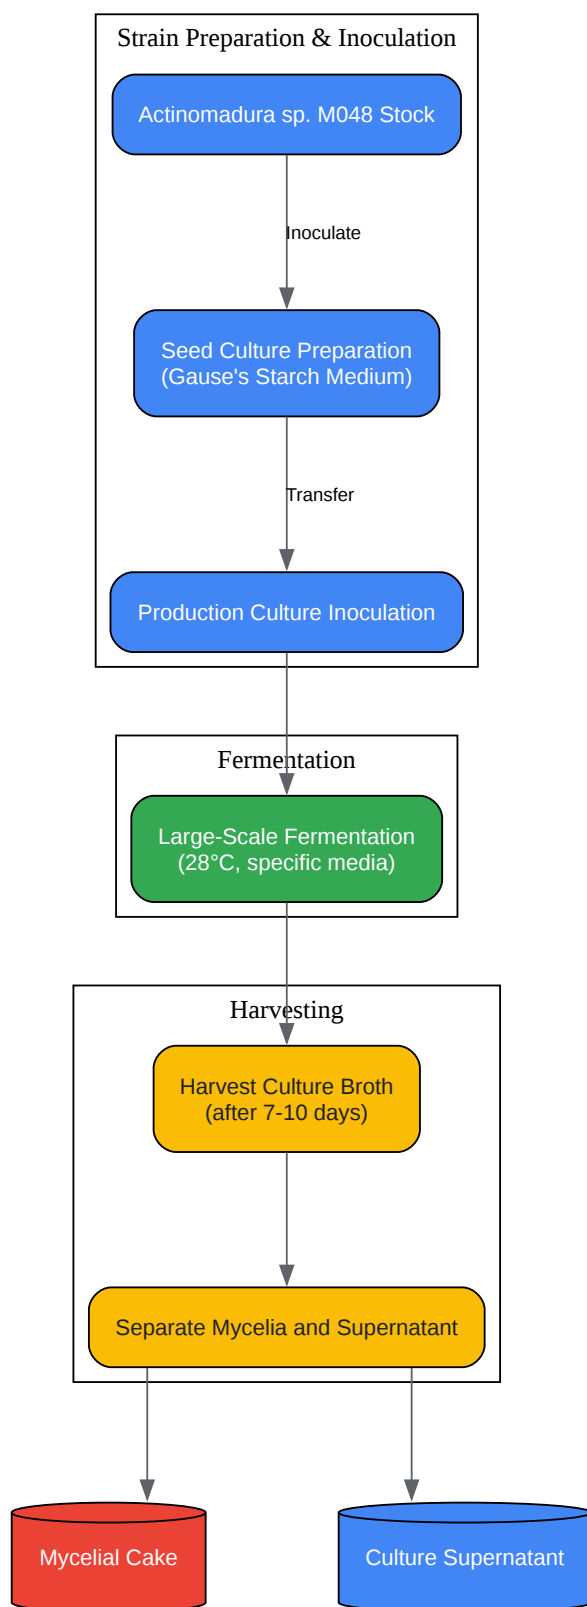 Strain Preparation & Inoculation
Actinomadura sp. M048 Stock
Inoculate
Seed Culture Preparation
(Gause's Starch Medium)
Transfer
Production Culture Inoculation
Fermentation
Large-Scale Fermentation
(28°C, specific media)
Harvesting
Harvest Culture Broth
(after 7-10 days)
Separate Mycelia and Supernatant
Mycelial Cake
Culture Supernatant